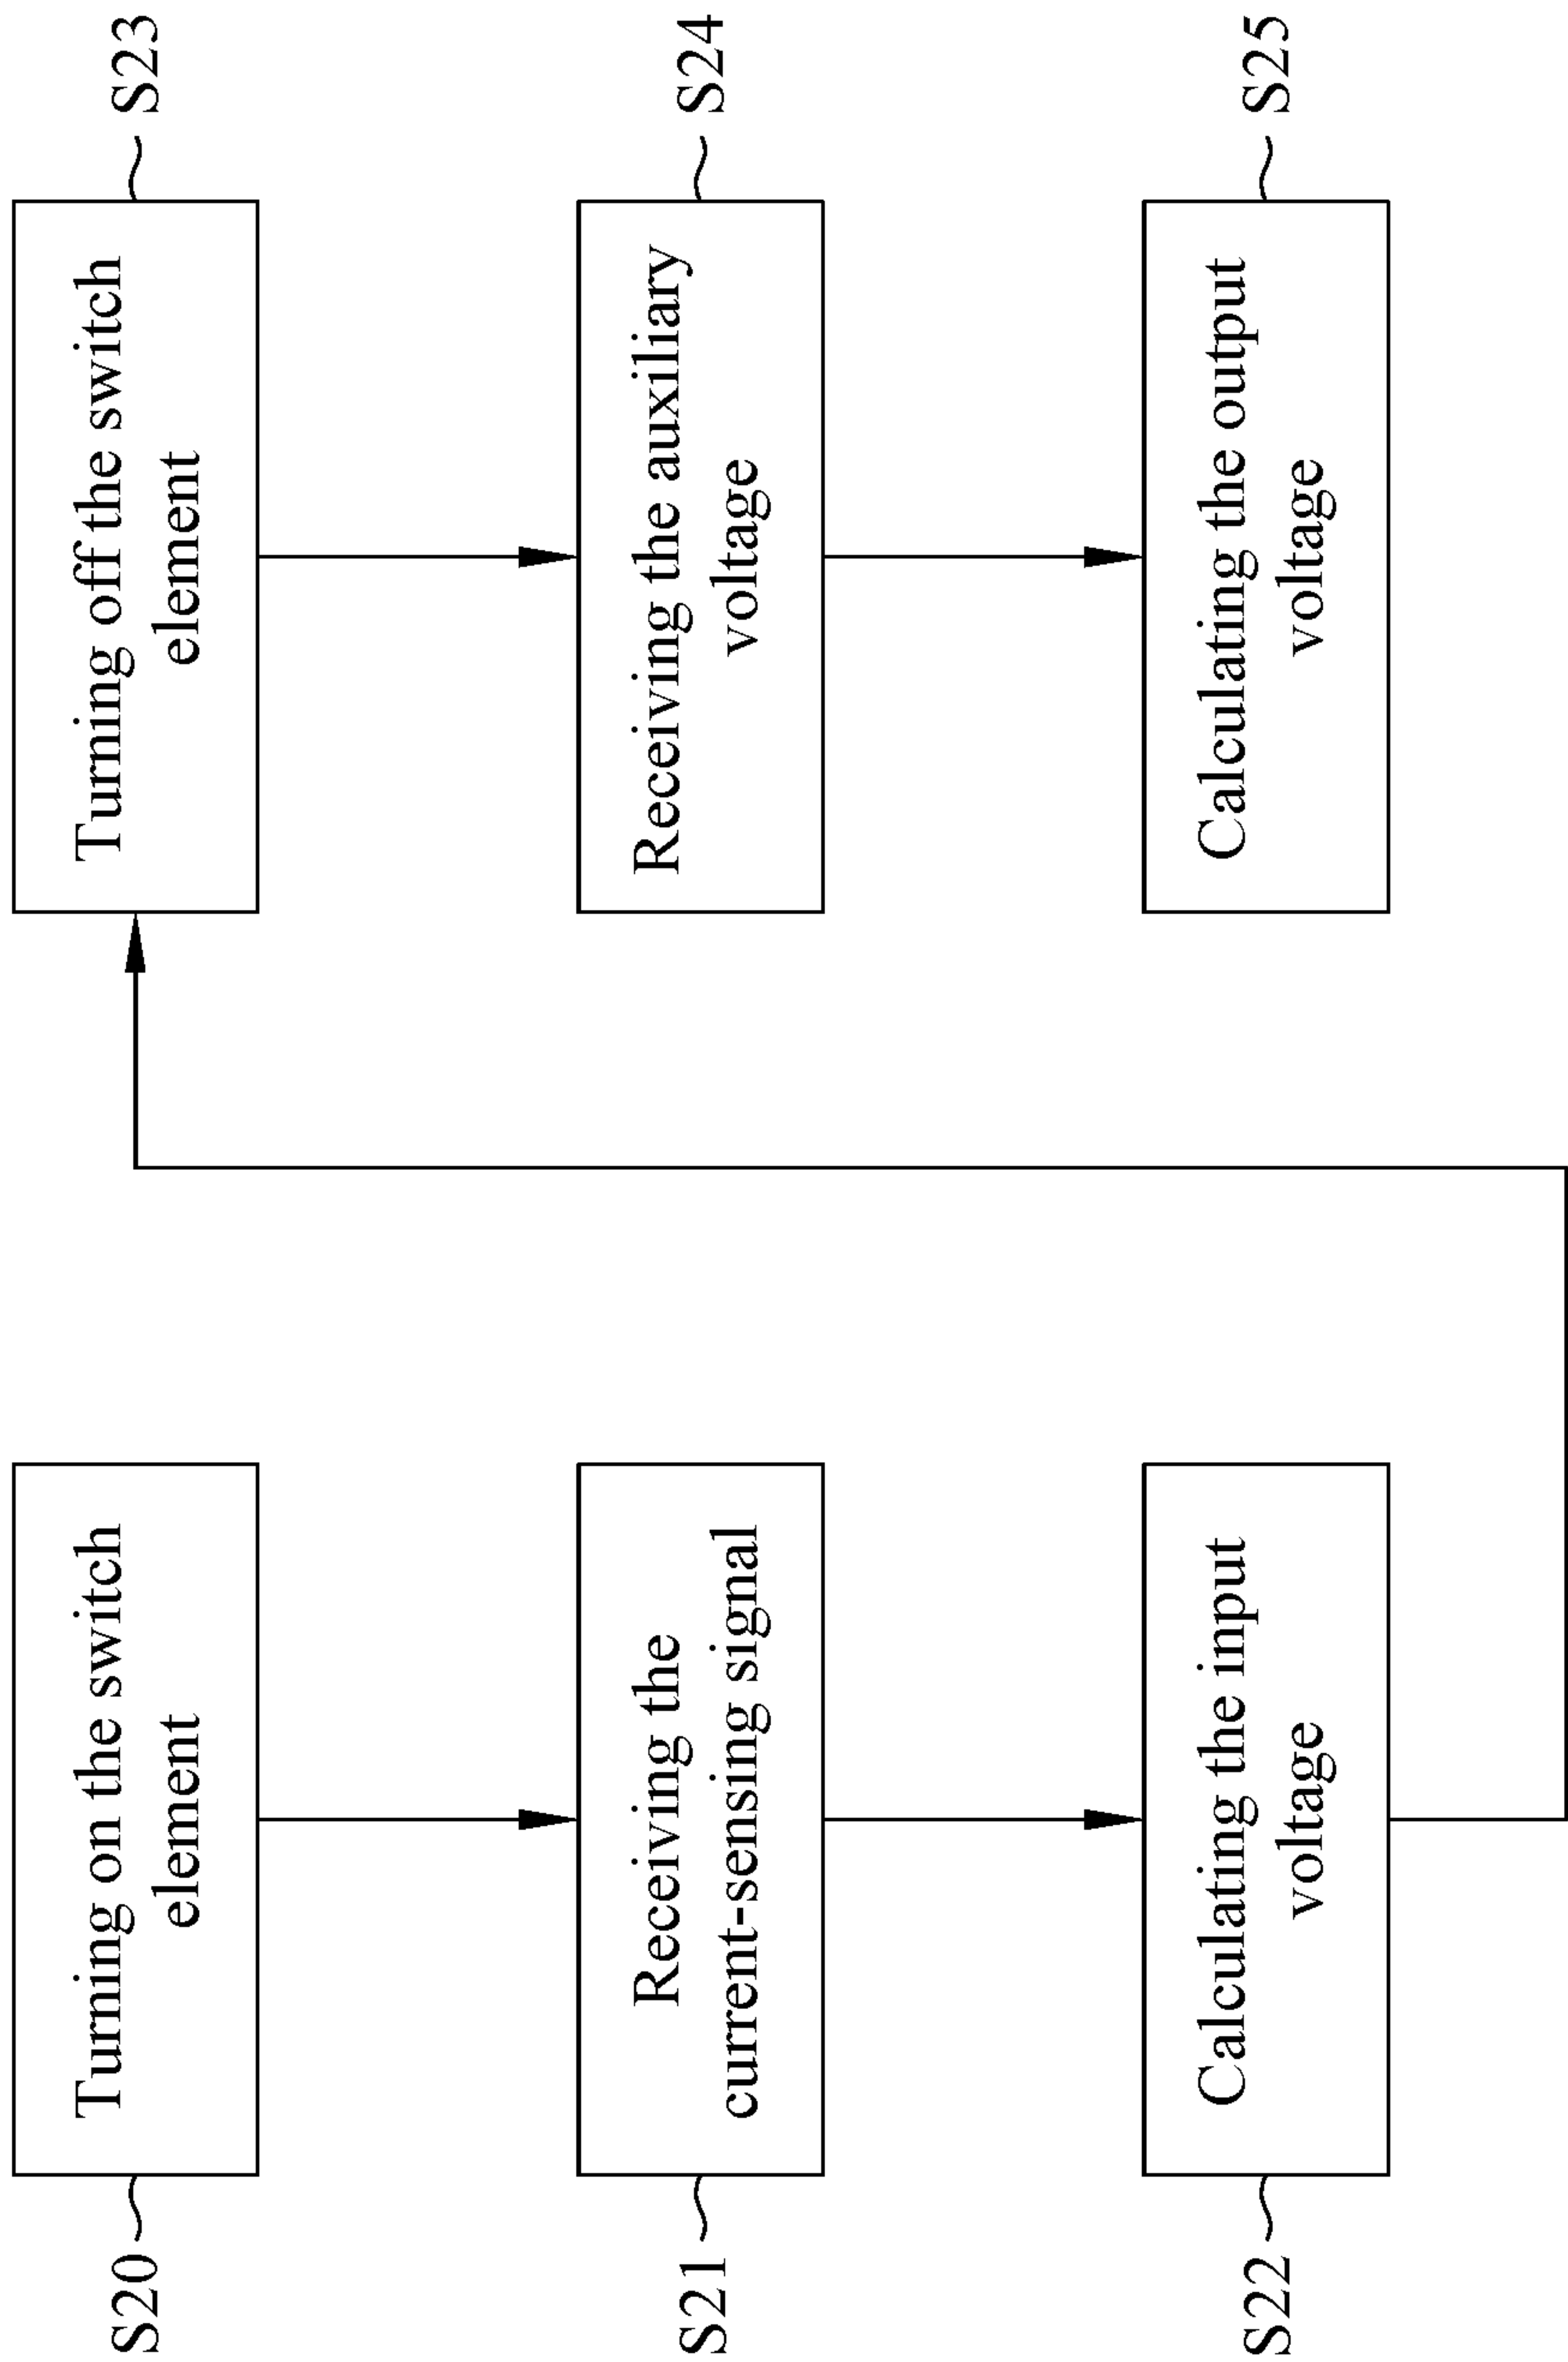 S20
Turning on the switch
element
S21
Receiving the
current-sensing signal
S22
Calculating the input
voltage
Turning off the switch
element
S23
Receiving the auxiliary
voltage
S24
Calculating the output
voltage
S25